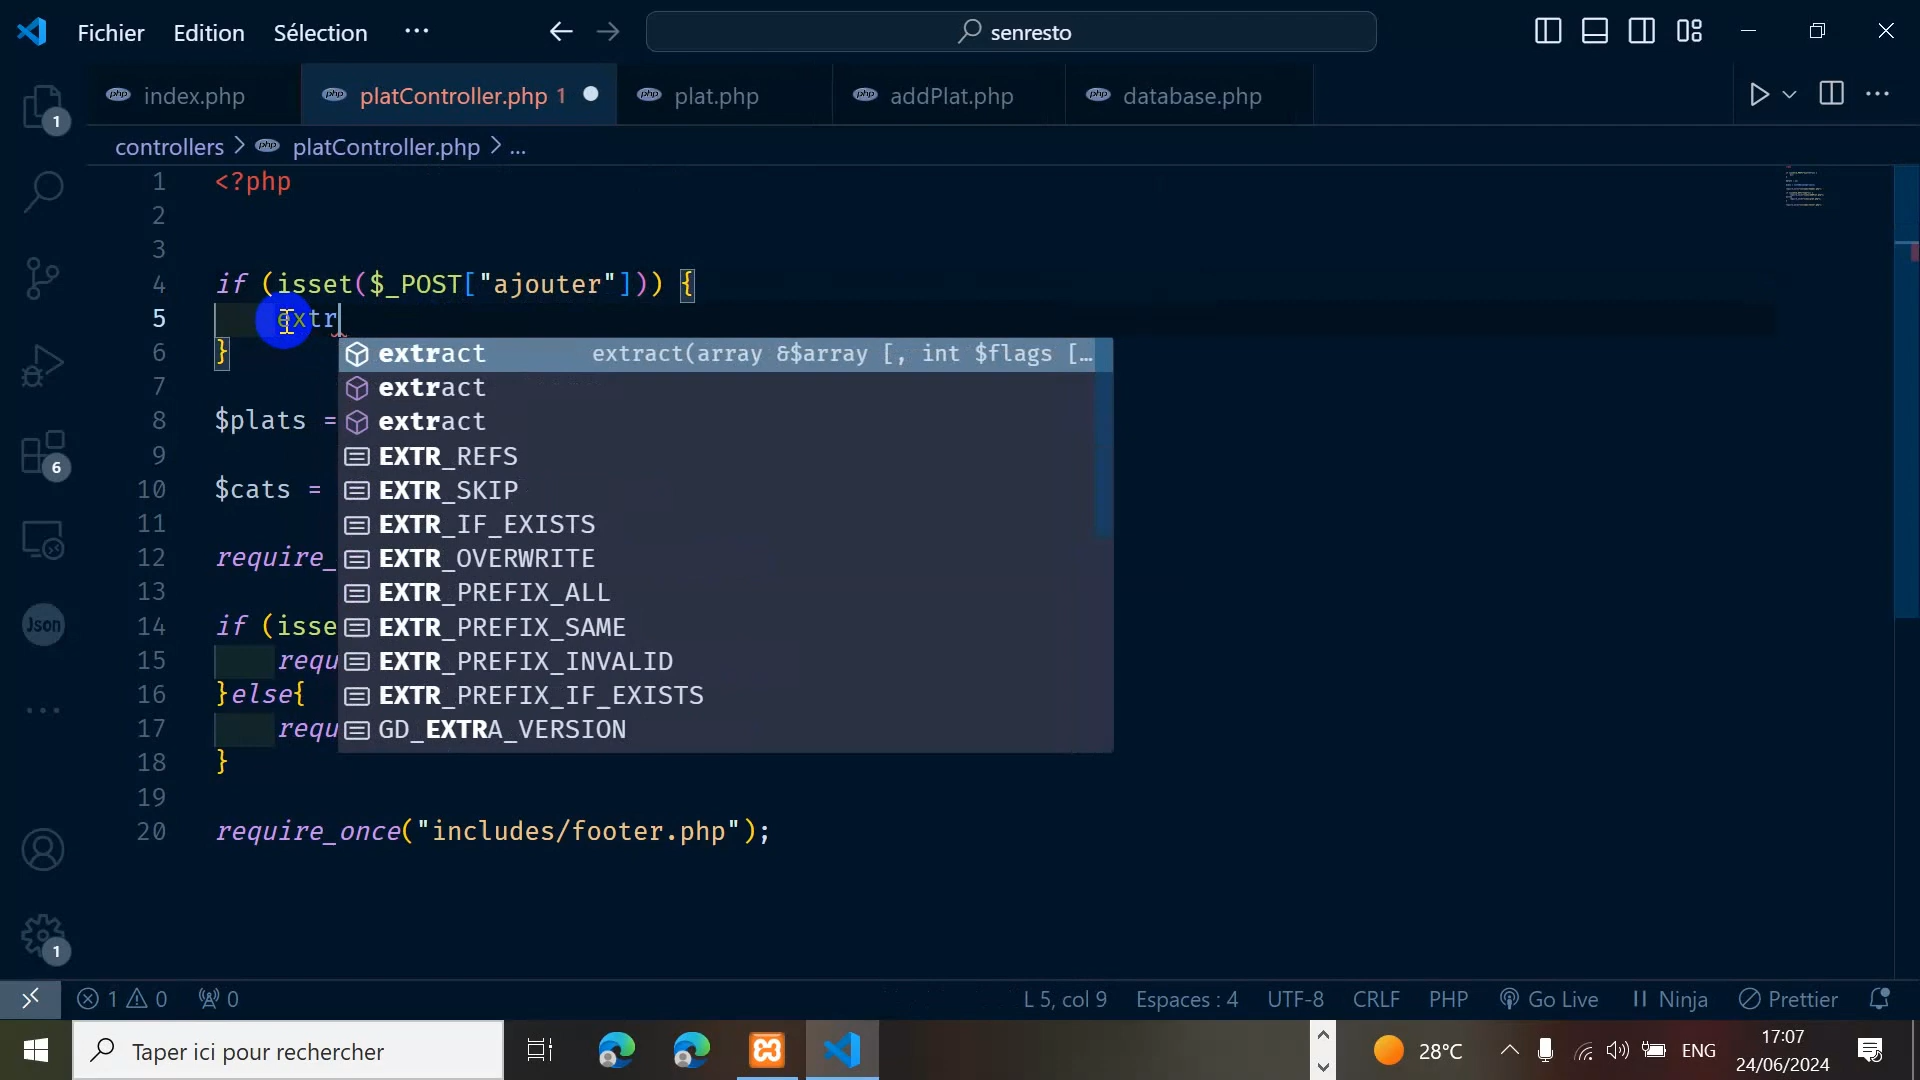 Fichier Edition Sélection ... senresto
1
index.php platController.php 1 plat.php addPlat.php database.php
controllers > platController.php > ...
1 <?php
2
3
4 if (isset($_POST["ajouter"])) {
5 extr
6 }
extract extract(array &$array [, int $flags [...
7
extract
8 $plats =
extract
9
EXTR_REFS
10 $cats =
EXTR_SKIP
11
EXTR_IF_EXISTS
12 require_
EXTR_OVERWRITE
13
EXTR_PREFIX_ALL
14 if (isse
EXTR_PREFIX_SAME
15 requ
EXTR_PREFIX_INVALID
16 }else{
EXTR_PREFIX_IF_EXISTS
17 requ
GD_EXTRA_VERSION
18 }
19
20 require_once("includes/footer.php");
6
Json
...
1
1 0 0 L 5, col 9 Espaces : 4 UTF-8 CRLF PHP Go Live Ninja Prettier
Taper ici pour rechercher
28°C ENG
17:07
24/06/2024